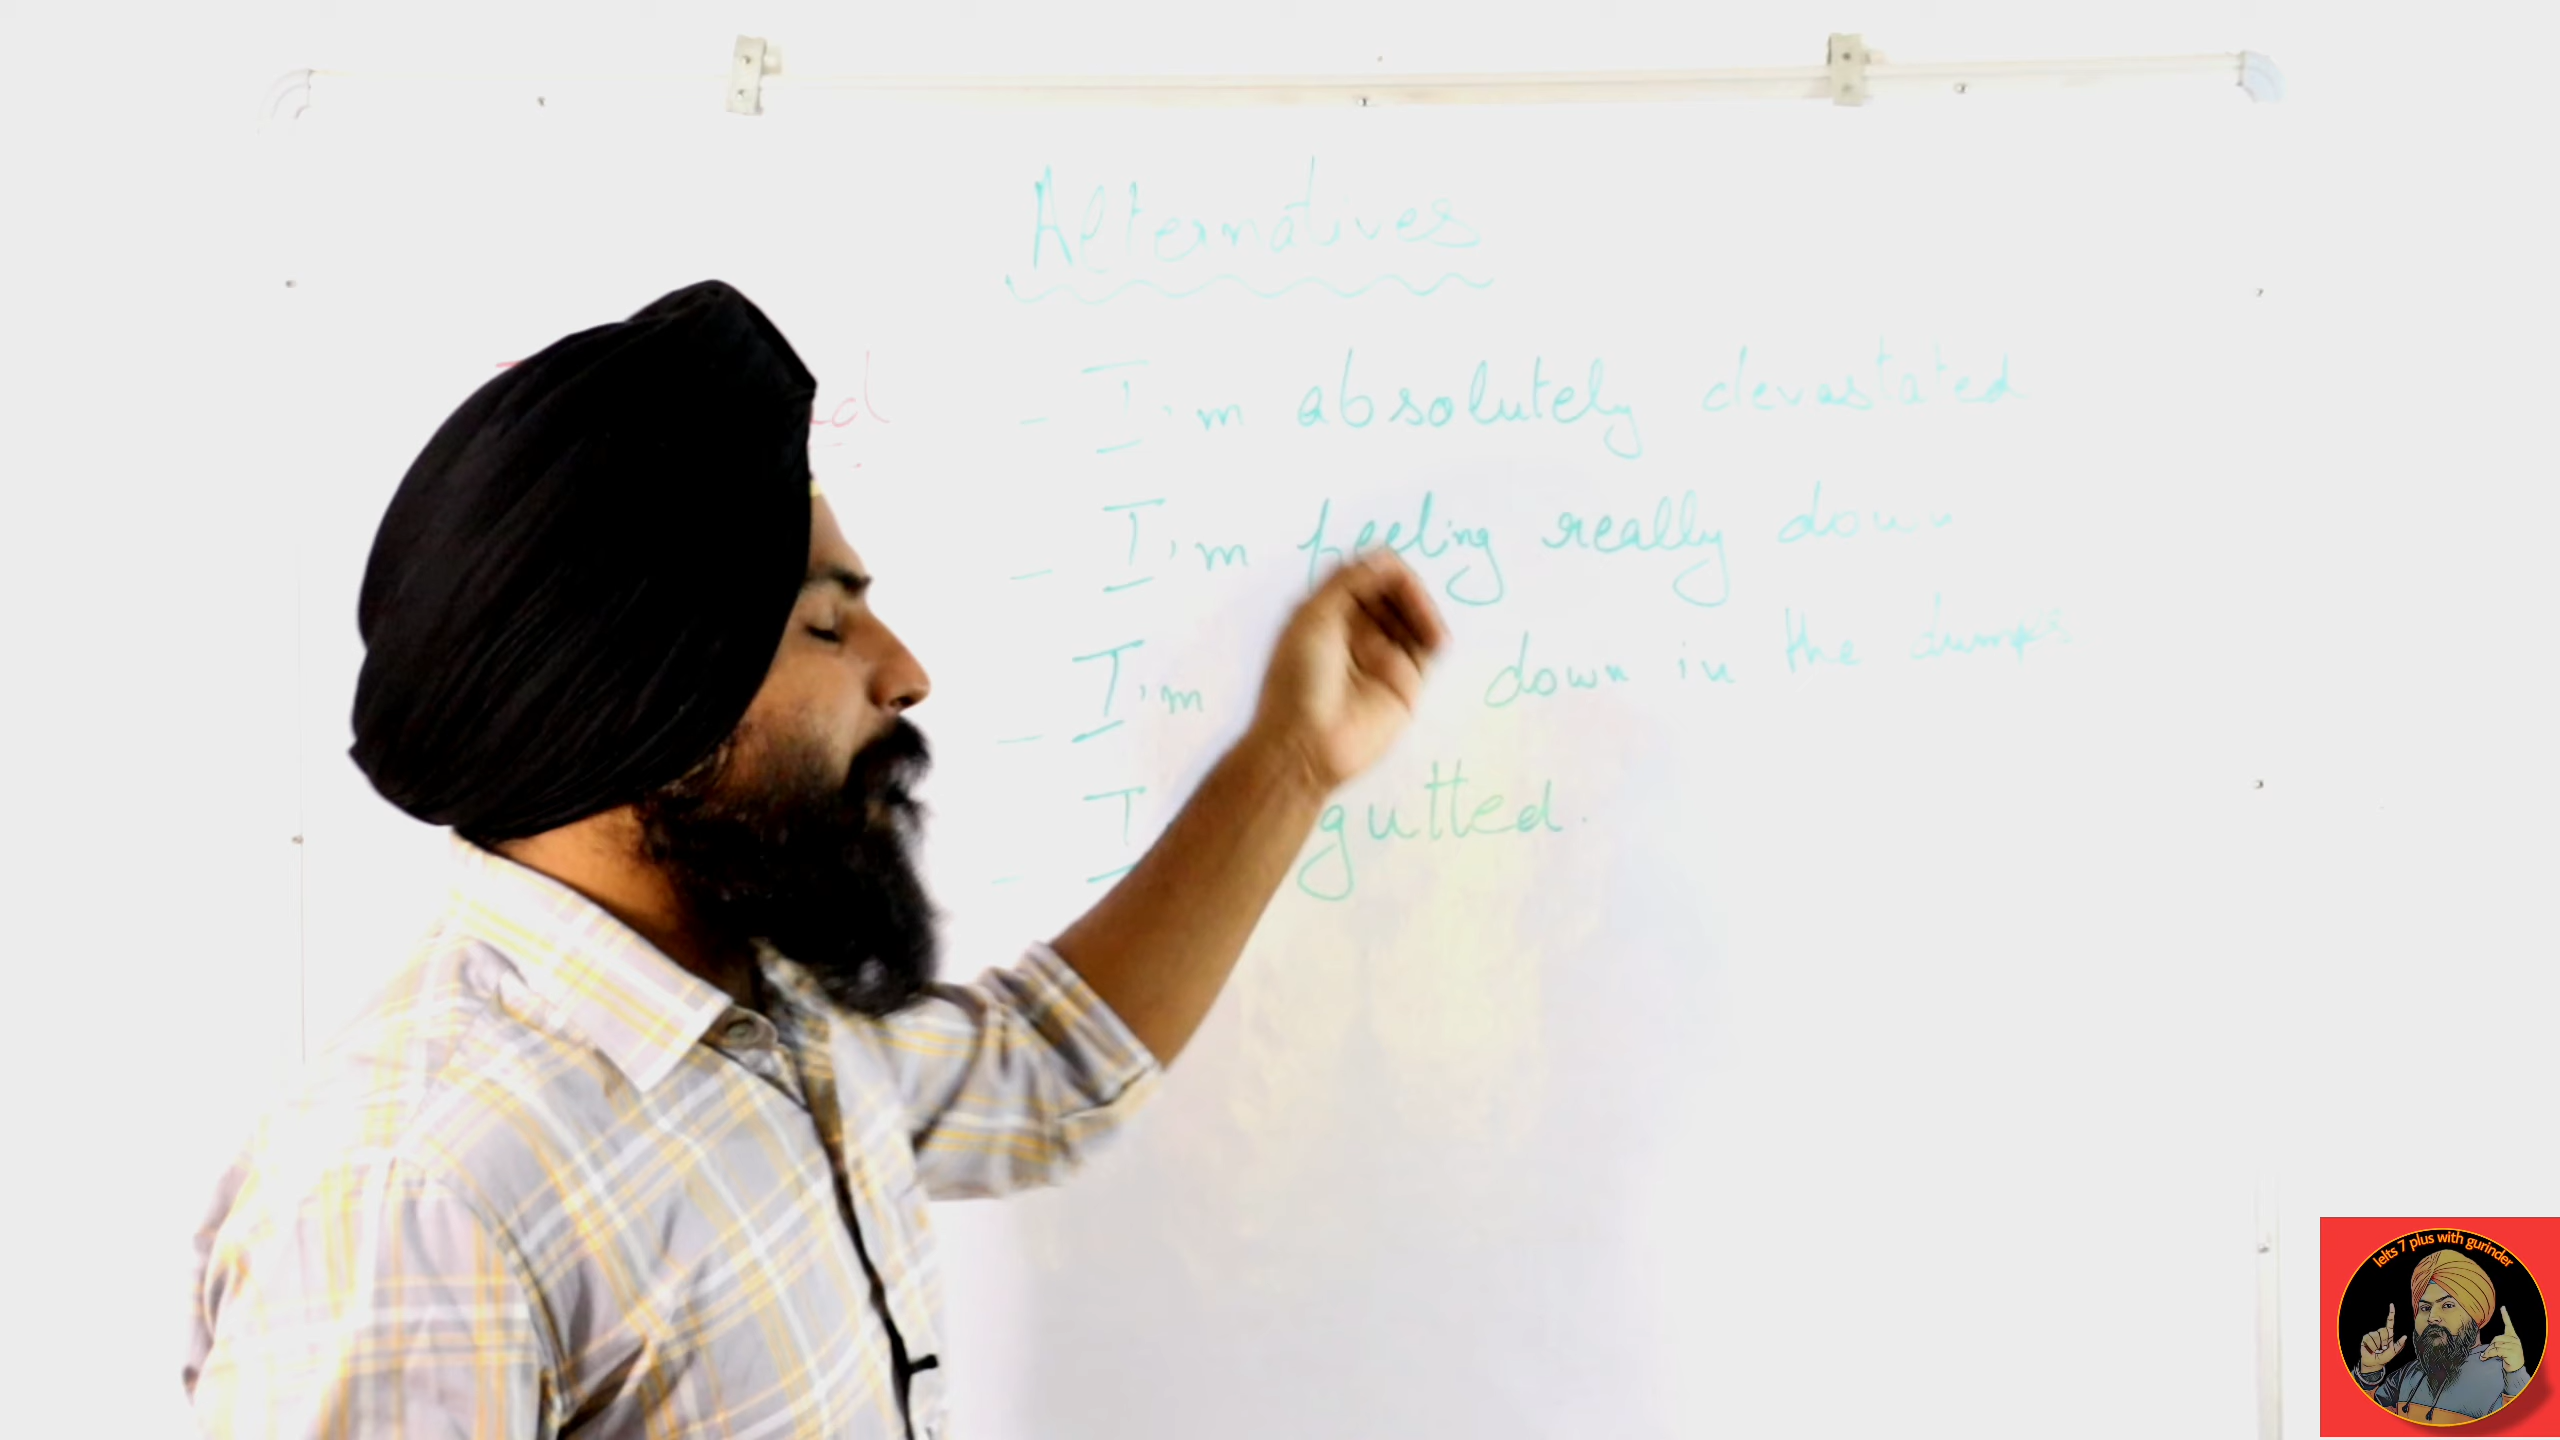 Alternatives
- I'm absolutely devastated
- I'm feeling really down
- I'm down in the dumps
- I gutted.
Ielts 7 plus with gurinder